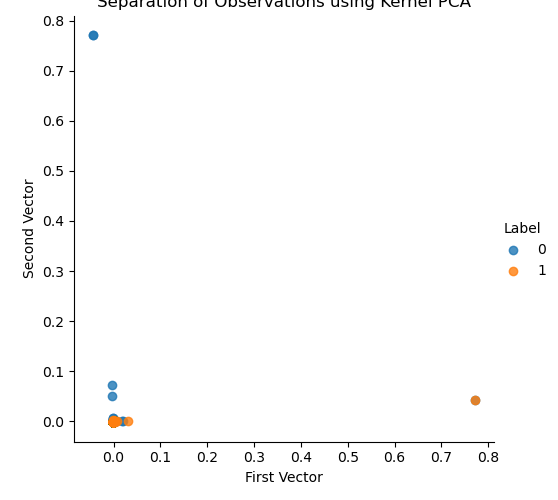 Separation of Observations using Kernel PCA
0.8
0.7
0.6
0.5
0.4
0.3
0.2
0.1
0.0
Second Vector
0.0 0.1 0.2 0.3 0.4 0.5 0.6 0.7 0.8
First Vector
Label
0
1